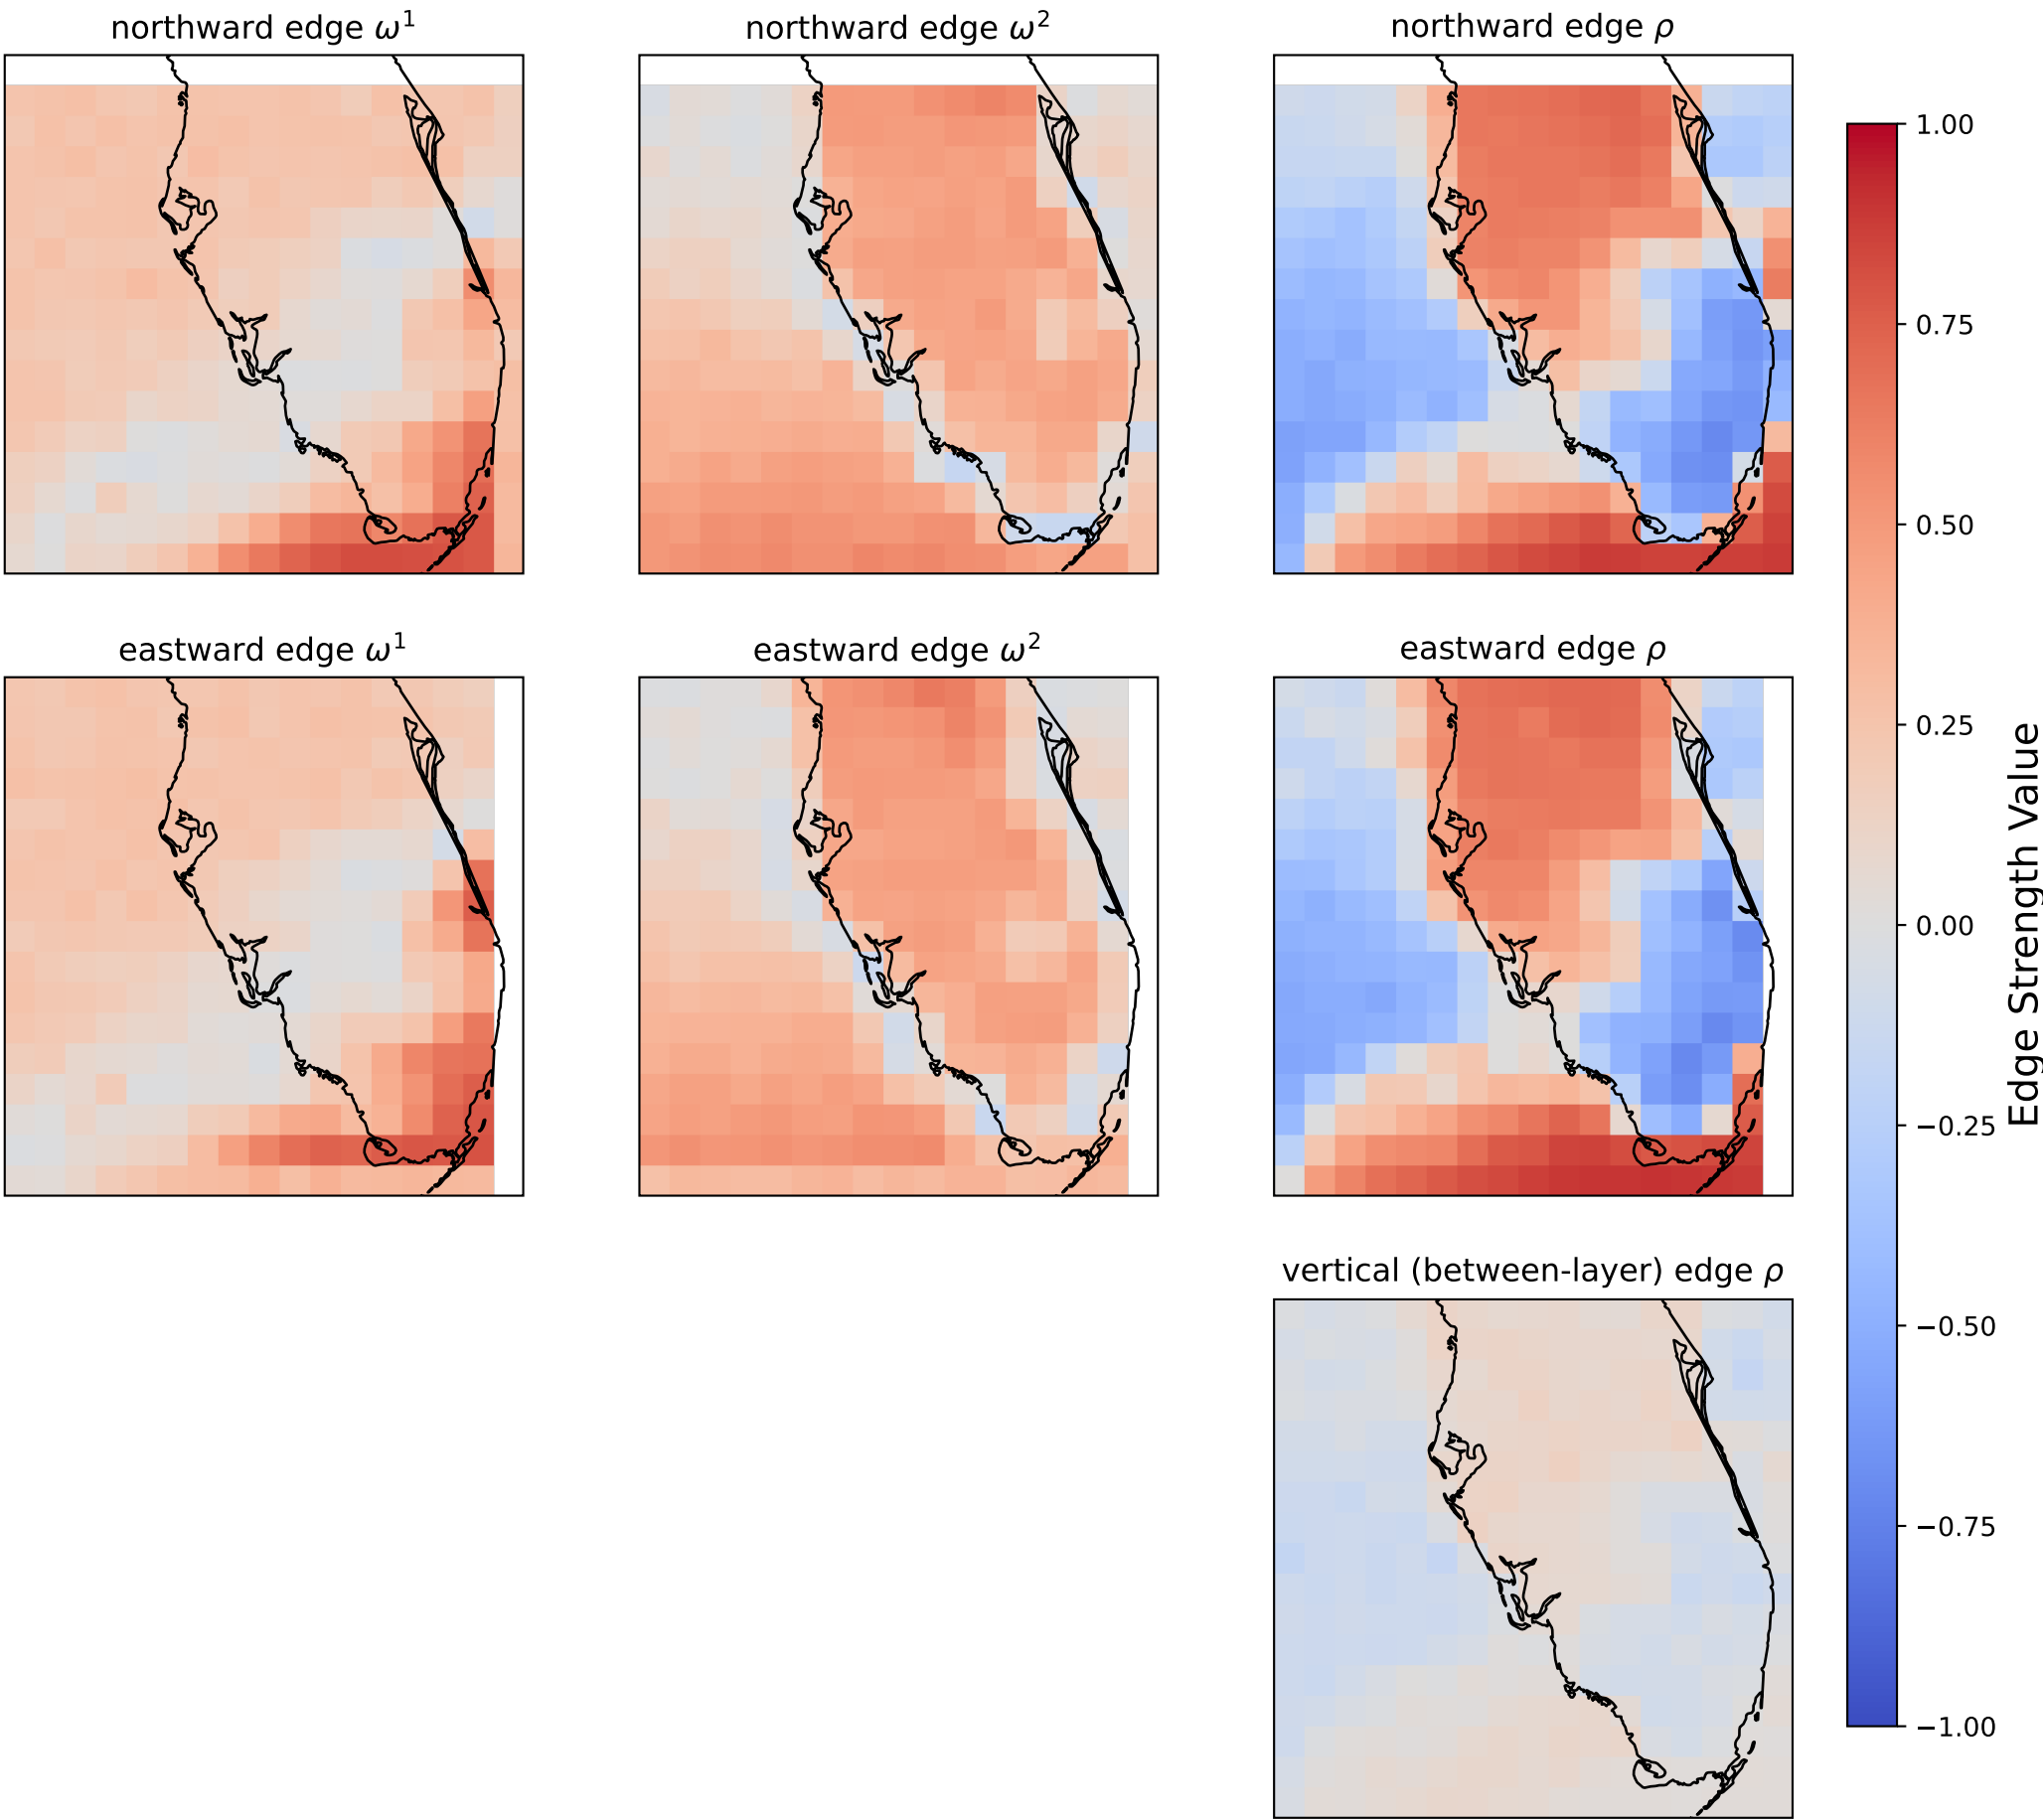 northward edge ω¹
northward edge ω²
northward edge ρ
eastward edge ω¹
eastward edge ω²
eastward edge ρ
vertical (between-layer) edge ρ
1.00
0.75
0.50
0.25
0.00
−0.25
−0.50
−0.75
−1.00
Edge Strength Value